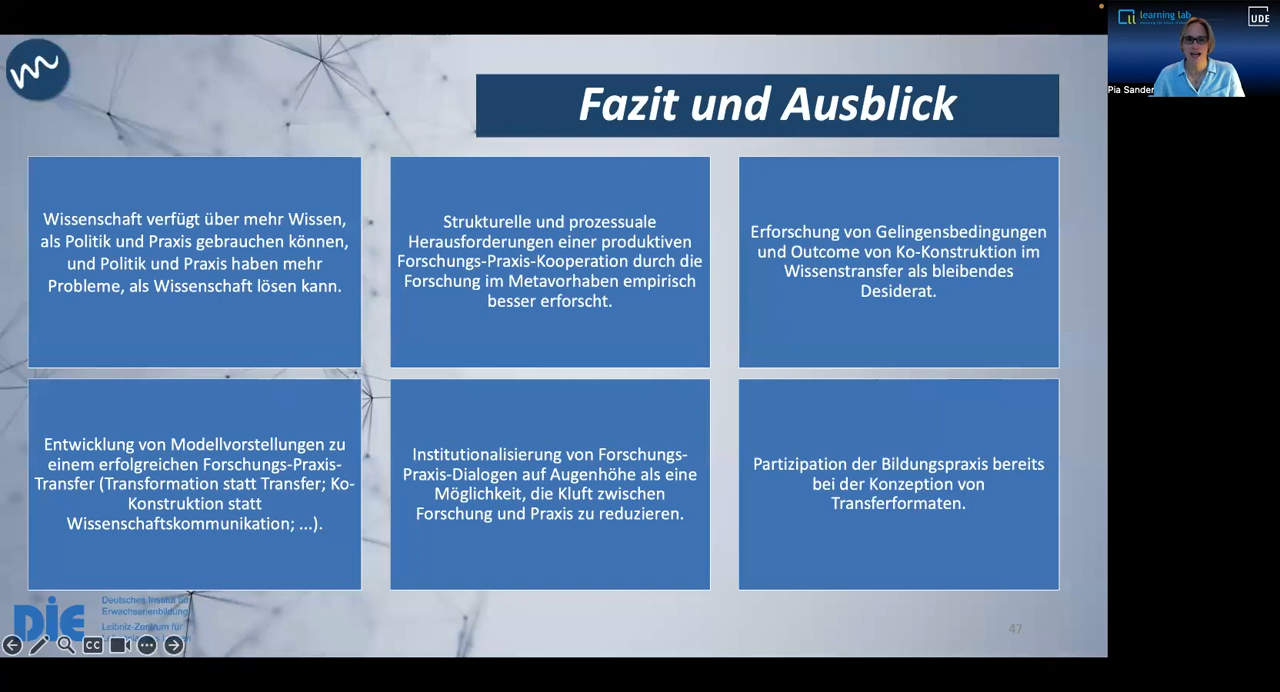 Fazit und Ausblick
Wissenschaft verfügt über mehr Wissen,
als Politik und Praxis gebrauchen können,
und Politik und Praxis haben mehr
Probleme, als Wissenschaft lösen kann.
Strukturelle und prozessuale
Herausforderungen einer produktiven
Forschungs-Praxis-Kooperation durch die
Forschung im Metavorhaben empirisch
besser erforscht.
Erforschung von Gelingensbedingungen
und Outcome von Ko-Konstruktion im
Wissenstransfer als bleibendes
Desiderat.
Entwicklung von Modellvorstellungen zu
einem erfolgreichen Forschungs-Praxis-
Transfer (Transformation statt Transfer; Ko-
Konstruktion statt
Wissenschaftskommunikation; ...).
Institutionalisierung von Forschungs-
Praxis-Dialogen auf Augenhöhe als eine
Möglichkeit, die Kluft zwischen
Forschung und Praxis zu reduzieren.
Partizipation der Bildungspraxis bereits
bei der Konzeption von
Transferformaten.
DIE
Deutsches Institut für
Erwachsenenbildung
Leibniz-Zentrum für
CC
47
learning lab
UDE
Pia Sander